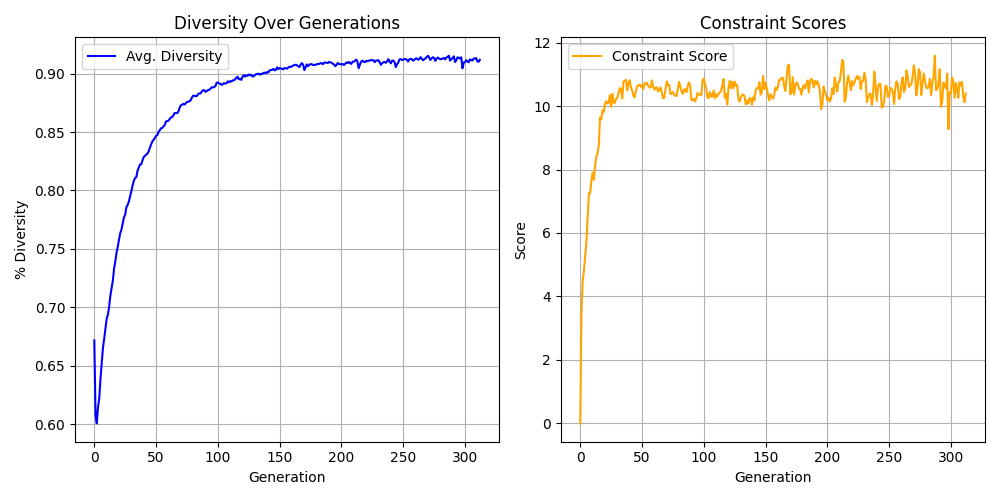 Diversity Over Generations
Avg. Diversity
% Diversity
0.90
0.85
0.80
0.75
0.70
0.65
0.60
0 50 100 150 200 250 300
Generation
Constraint Scores
Constraint Score
Score
12
10
8
6
4
2
0
0 50 100 150 200 250 300
Generation